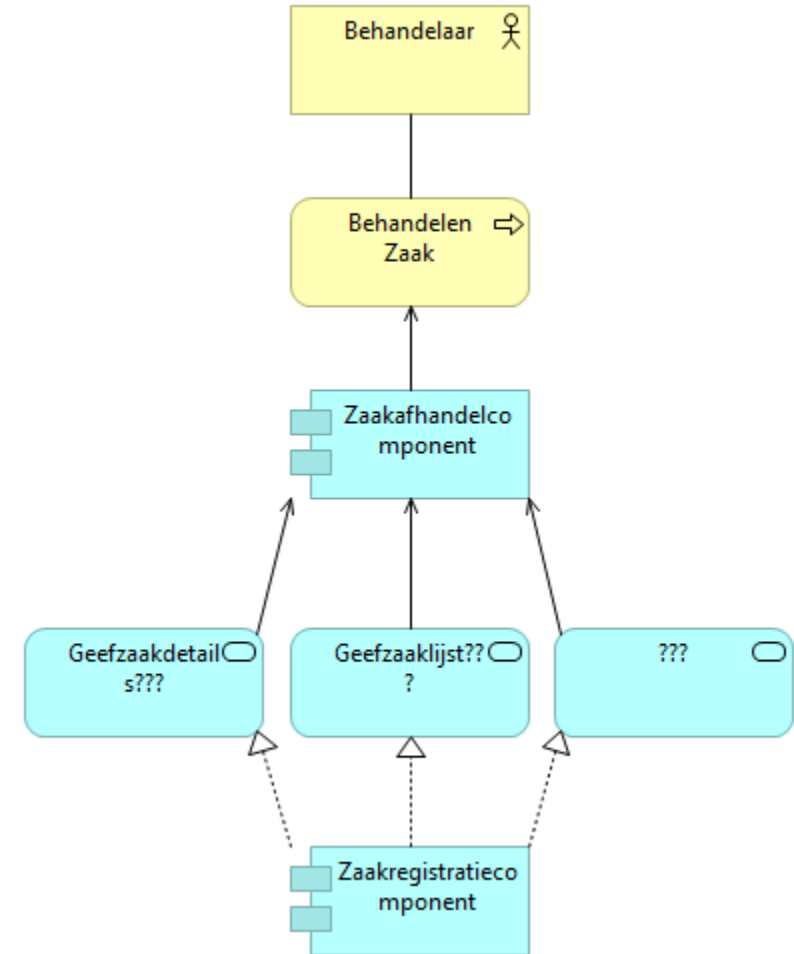 Behandelaar
Behandelen
Zaak
Zaakafhandelco
mponent
Geefzaakdetail
s???
Geefzaaklijst??
?
???
Zaakregistratieco
mponent